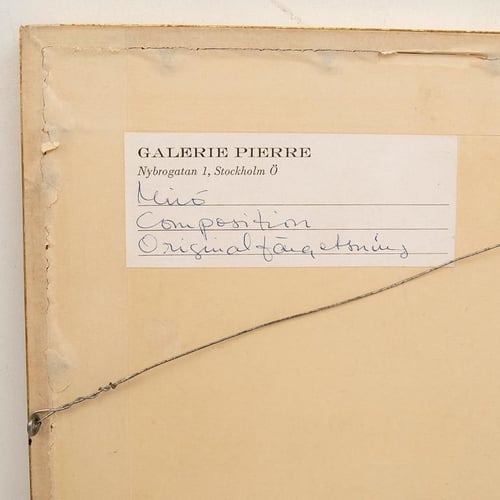 GALERIE PIERRE
Nybrogatan 1, Stockholm Ö
Miró
Composition
Originalfärgetsning